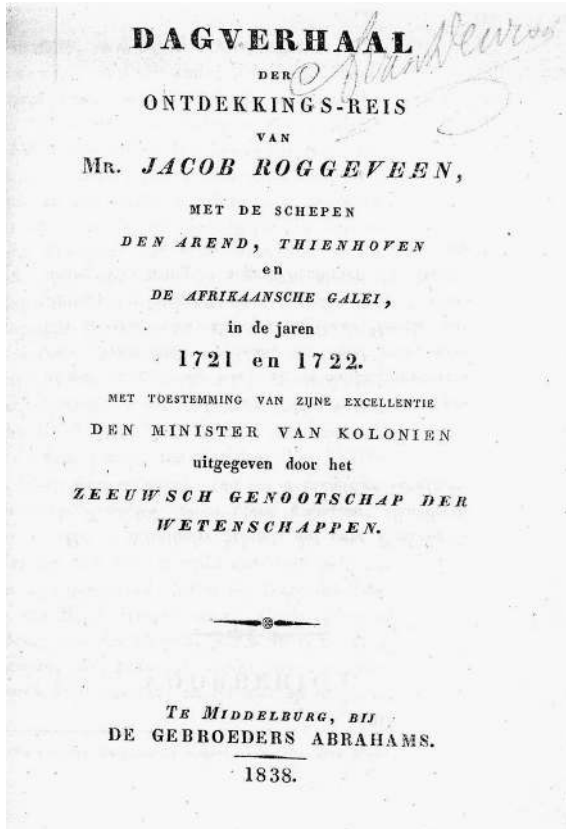 DAGVERHAAL
DER
ONTDEKKINGS-REIS
VAN
MR. JACOB ROGGEVEEN,
MET DE SCHEPEN
DEN AREND, THIENHOVEN
en
DE AFRIKAANSCHE GALEI,
in de jaren
1721 en 1722.
MET TOESTEMMING VAN ZIJNE EXCELLENTIE
DEN MINISTER VAN KOLONIEN
uitgegeven door het
ZEEUWSCH GENOOTSCHAP DER
WETENSCHAPPEN.
TE MIDDELBURG, BIJ
DE GEBROEDERS ABRAHAMS.
1838.